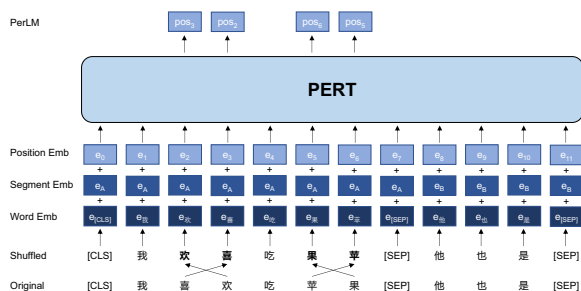 PerLM pos3 pos2 pos6 pos5
PERT
Position Emb e0 e1 e2 e3 e4 e5 e6 e7 e8 e9 e10 e11
+ + + + + + + + + + + +
Segment Emb eA eA eA eA eA eA eA eA eB eB eB eB
+ + + + + + + + + + + +
Word Emb e[CLS] e我 e欢 e喜 e吃 e果 e苹 e[SEP] e他 e也 e是 e[SEP]
Shuffled [CLS] 我 欢 喜 吃 果 苹 [SEP] 他 也 是 [SEP]
Original [CLS] 我 喜 欢 吃 苹 果 [SEP] 他 也 是 [SEP]